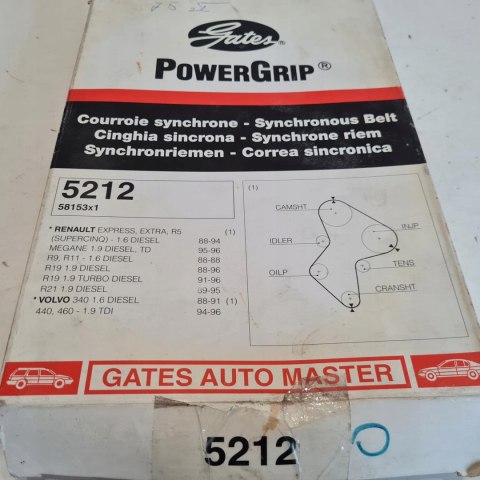 Gates®
POWERGRIP®
Courroie synchrone - Synchronous Belt
Cinghia sincrona - Synchrone riem
Synchronriemen - Correa sincronica
5212
58153x1
* RENAULT EXPRESS, EXTRA, R5 (1)
(SUPERCINQ) - 1.6 DIESEL 88-94
MEGANE 1.9 DIESEL, TD 95-96
R9, R11 - 1.6 DIESEL 88-88
R19 1.9 DIESEL 88-96
R19 1.9 TURBO DIESEL 91-96
R21 1.9 DIESEL 89-95
* VOLVO 340 1.6 DIESEL 88-91 (1)
440, 460 - 1.9 TDI 94-96
(1)
CAMSHT
INJP
IDLER
OILP
TENS
CRANSHT
GATES AUTO MASTER
5212